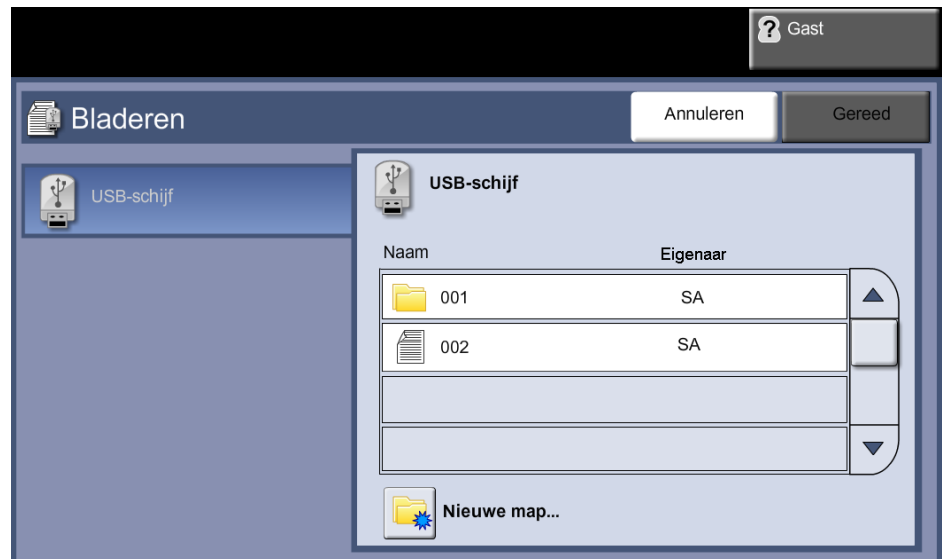 Gast
Bladeren
Annuleren
Gereed
USB-schijf
USB-schijf
Naam Eigenaar
001 SA
002 SA
Nieuwe map...